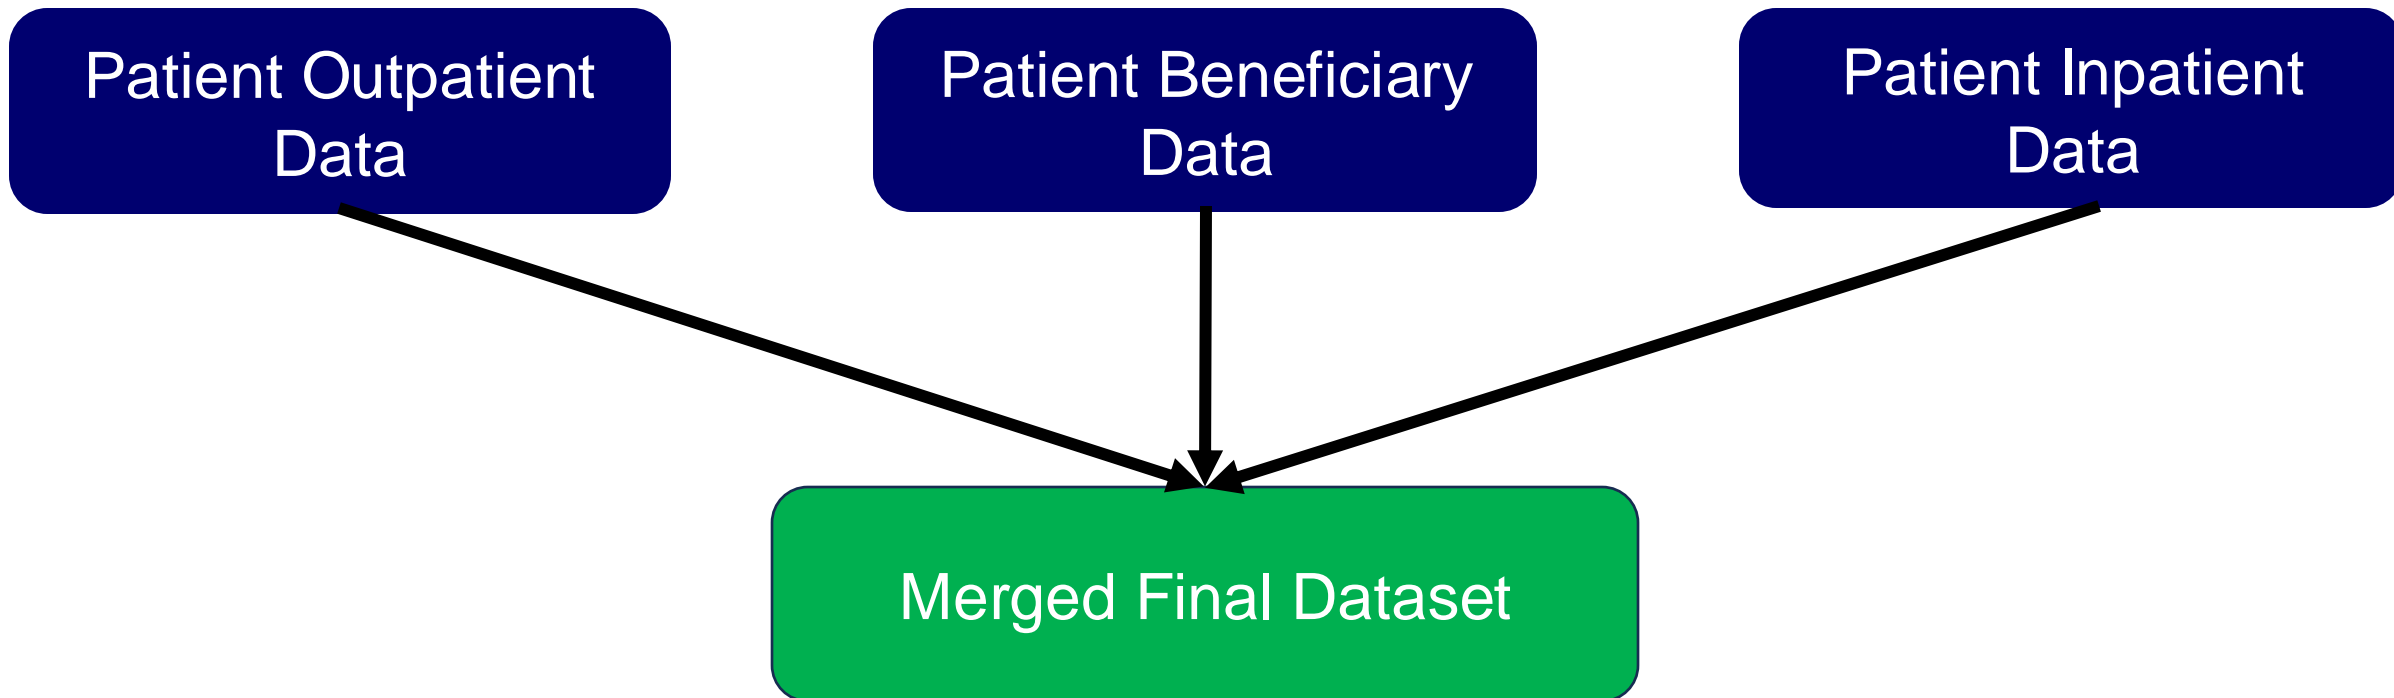 Patient Outpatient
Data
Patient Beneficiary
Data
Patient Inpatient
Data
Merged Final Dataset